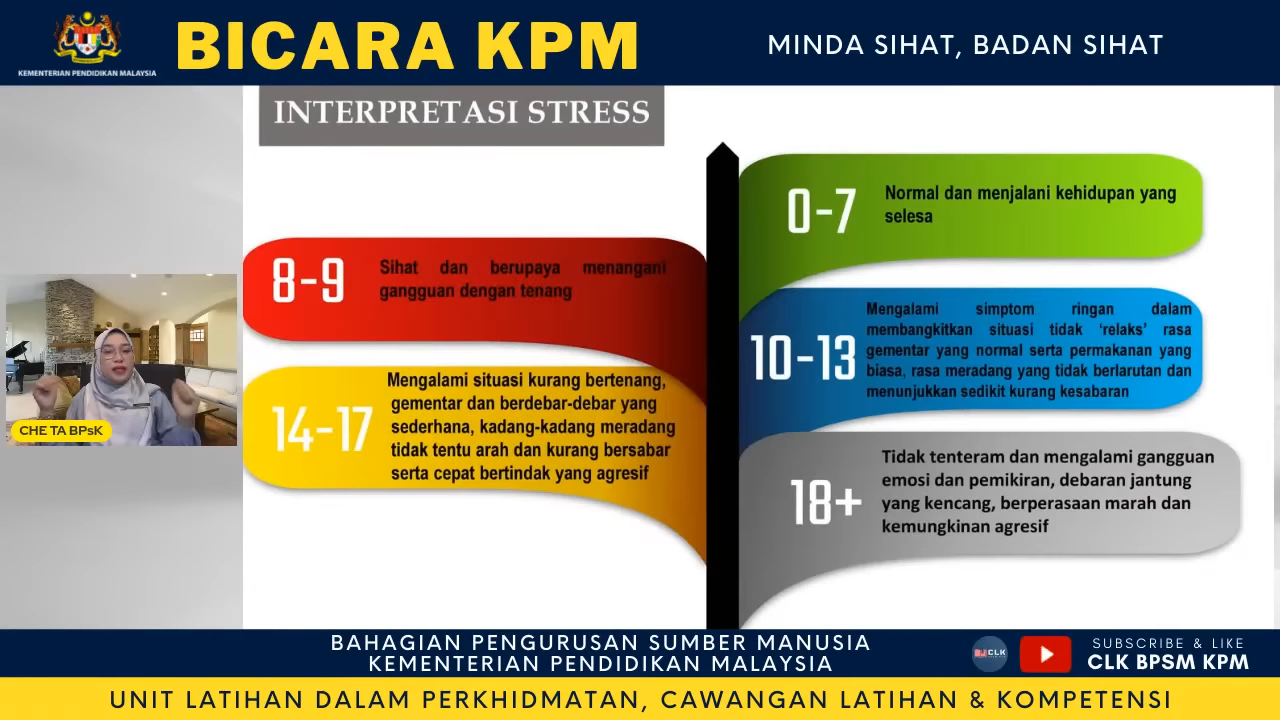 KEMENTERIAN PENDIDIKAN MALAYSIA
BICARA KPM
MINDA SIHAT, BADAN SIHAT
INTERPRETASI STRESS
0-7
Normal dan menjalani kehidupan yang
selesa
8-9
Sihat dan berupaya menangani
gangguan dengan tenang
10-13
Mengalami simptom ringan dalam
membangkitkan situasi tidak ‘relaks’ rasa
gementar yang normal serta permakanan yang
biasa, rasa meradang yang tidak berlarutan dan
menunjukkan sedikit kurang kesabaran
14-17
Mengalami situasi kurang bertenang,
gementar dan berdebar-debar yang
sederhana, kadang-kadang meradang
tidak tentu arah dan kurang bersabar
serta cepat bertindak yang agresif
18+
Tidak tenteram dan mengalami gangguan
emosi dan pemikiran, debaran jantung
yang kencang, berperasaan marah dan
kemungkinan agresif
CHE TA BPsK
BAHAGIAN PENGURUSAN SUMBER MANUSIA
KEMENTERIAN PENDIDIKAN MALAYSIA
CLK
SUBSCRIBE & LIKE
CLK BPSM KPM
UNIT LATIHAN DALAM PERKHIDMATAN, CAWANGAN LATIHAN & KOMPETENSI